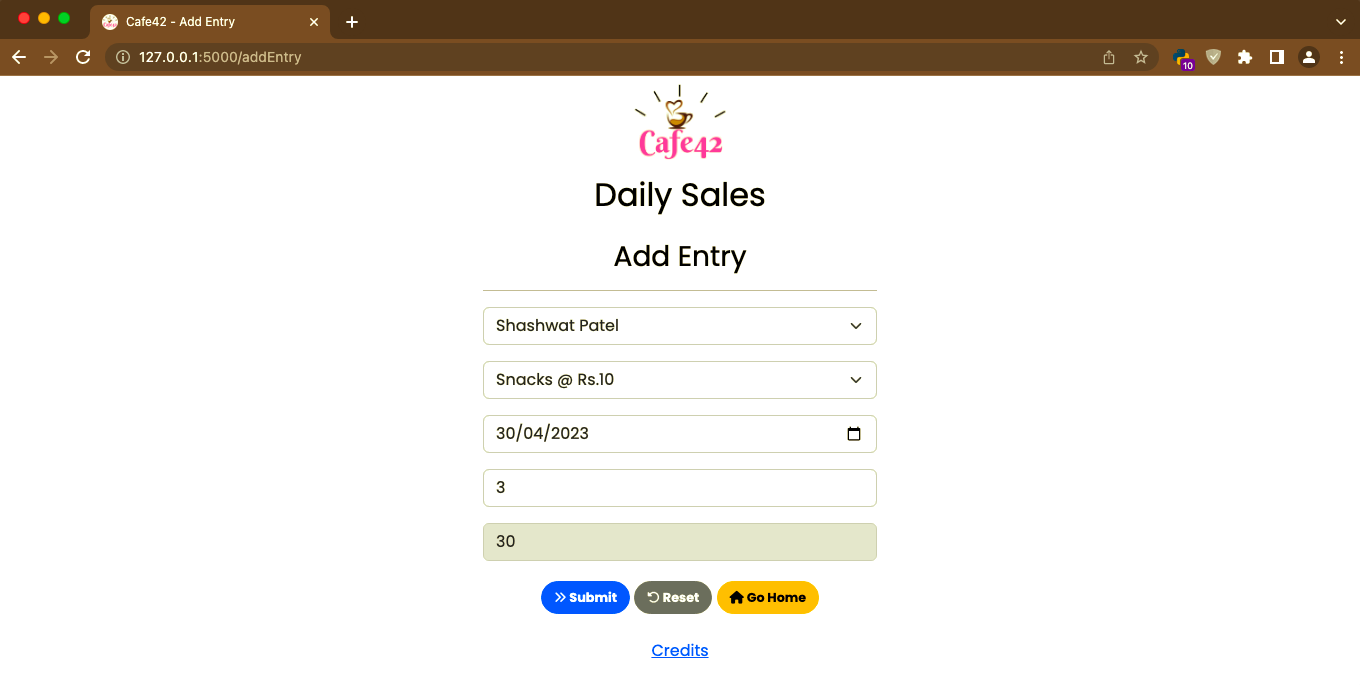 Cafe42 - Add Entry
127.0.0.1:5000/addEntry
10
Cafe42
Daily Sales
Add Entry
Shashwat Patel
Snacks @ Rs.10
30/04/2023
3
30
Submit Reset Go Home
Credits